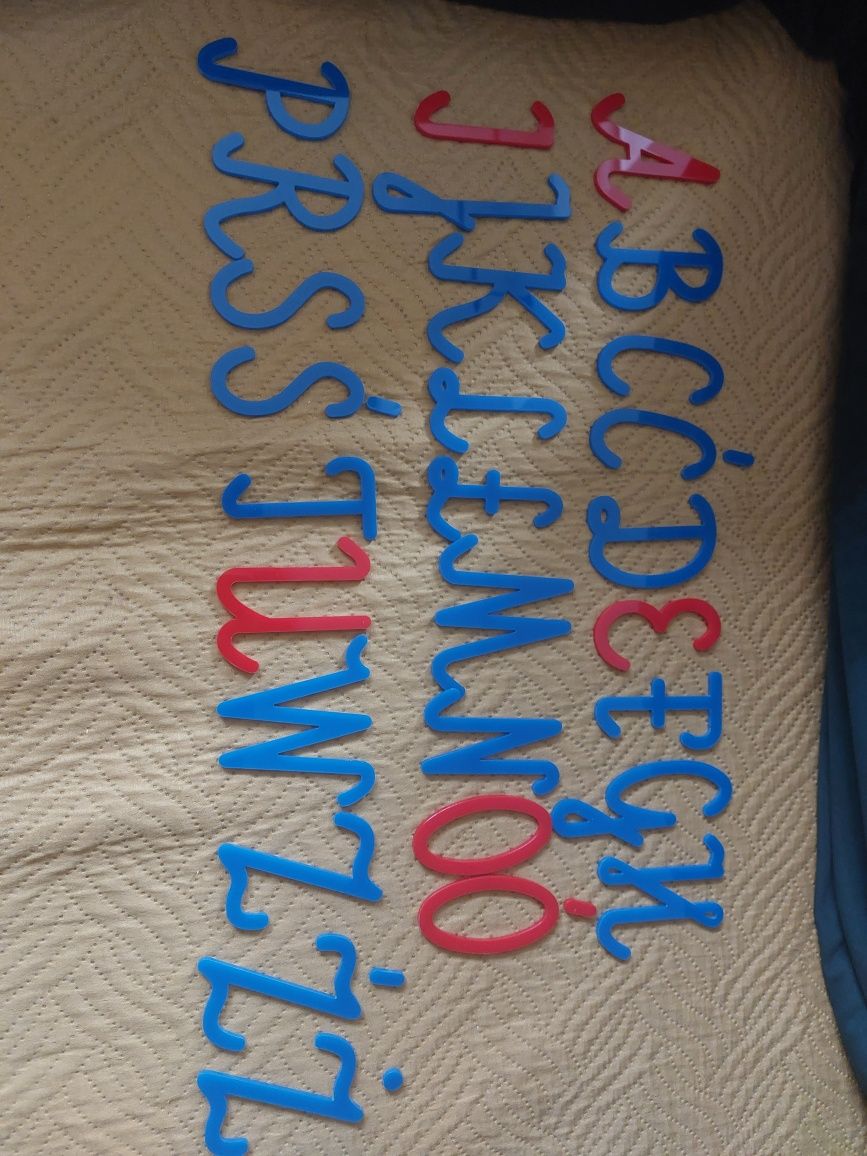 A B C Ć D E F G H
I J K L Ł M N O Ó
P R S Ś T U W Z Ź Ż